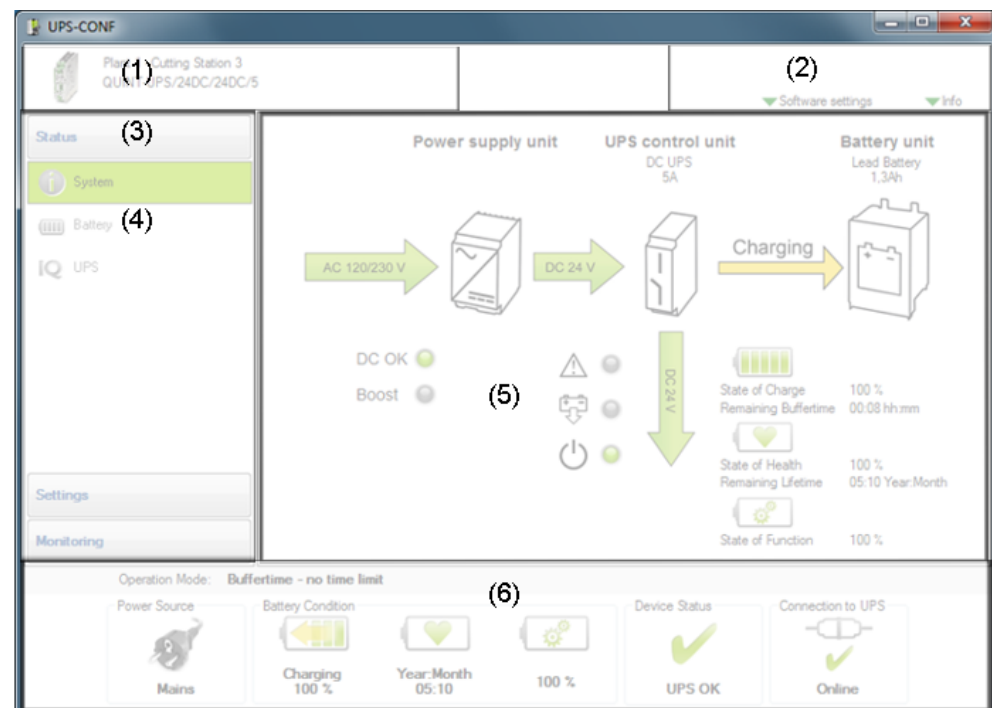 UPS-CONF
(1)
Cutting Station 3
UPS/24DC/24DC/5
(2)
Software settings
Info
Status
(3)
System
Battery
(4)
IQ UPS
Settings
Monitoring
Power supply unit
UPS control unit
DC UPS
5A
Battery unit
Lead Battery
1,3Ah
AC 120/230 V
DC 24 V
Charging
DC OK
Boost
(5)
DC 24 V
State of Charge 100 %
Remaining Buffertime 00:08 hh:mm
State of Health 100 %
Remaining Lifetime 05:10 Year:Month
State of Function 100 %
Operation Mode: Buffertime - no time limit
(6)
Power Source
Mains
Battery Condition
Charging
100 %
Year:Month
05:10
100 %
Device Status
UPS OK
Connection to UPS
Online